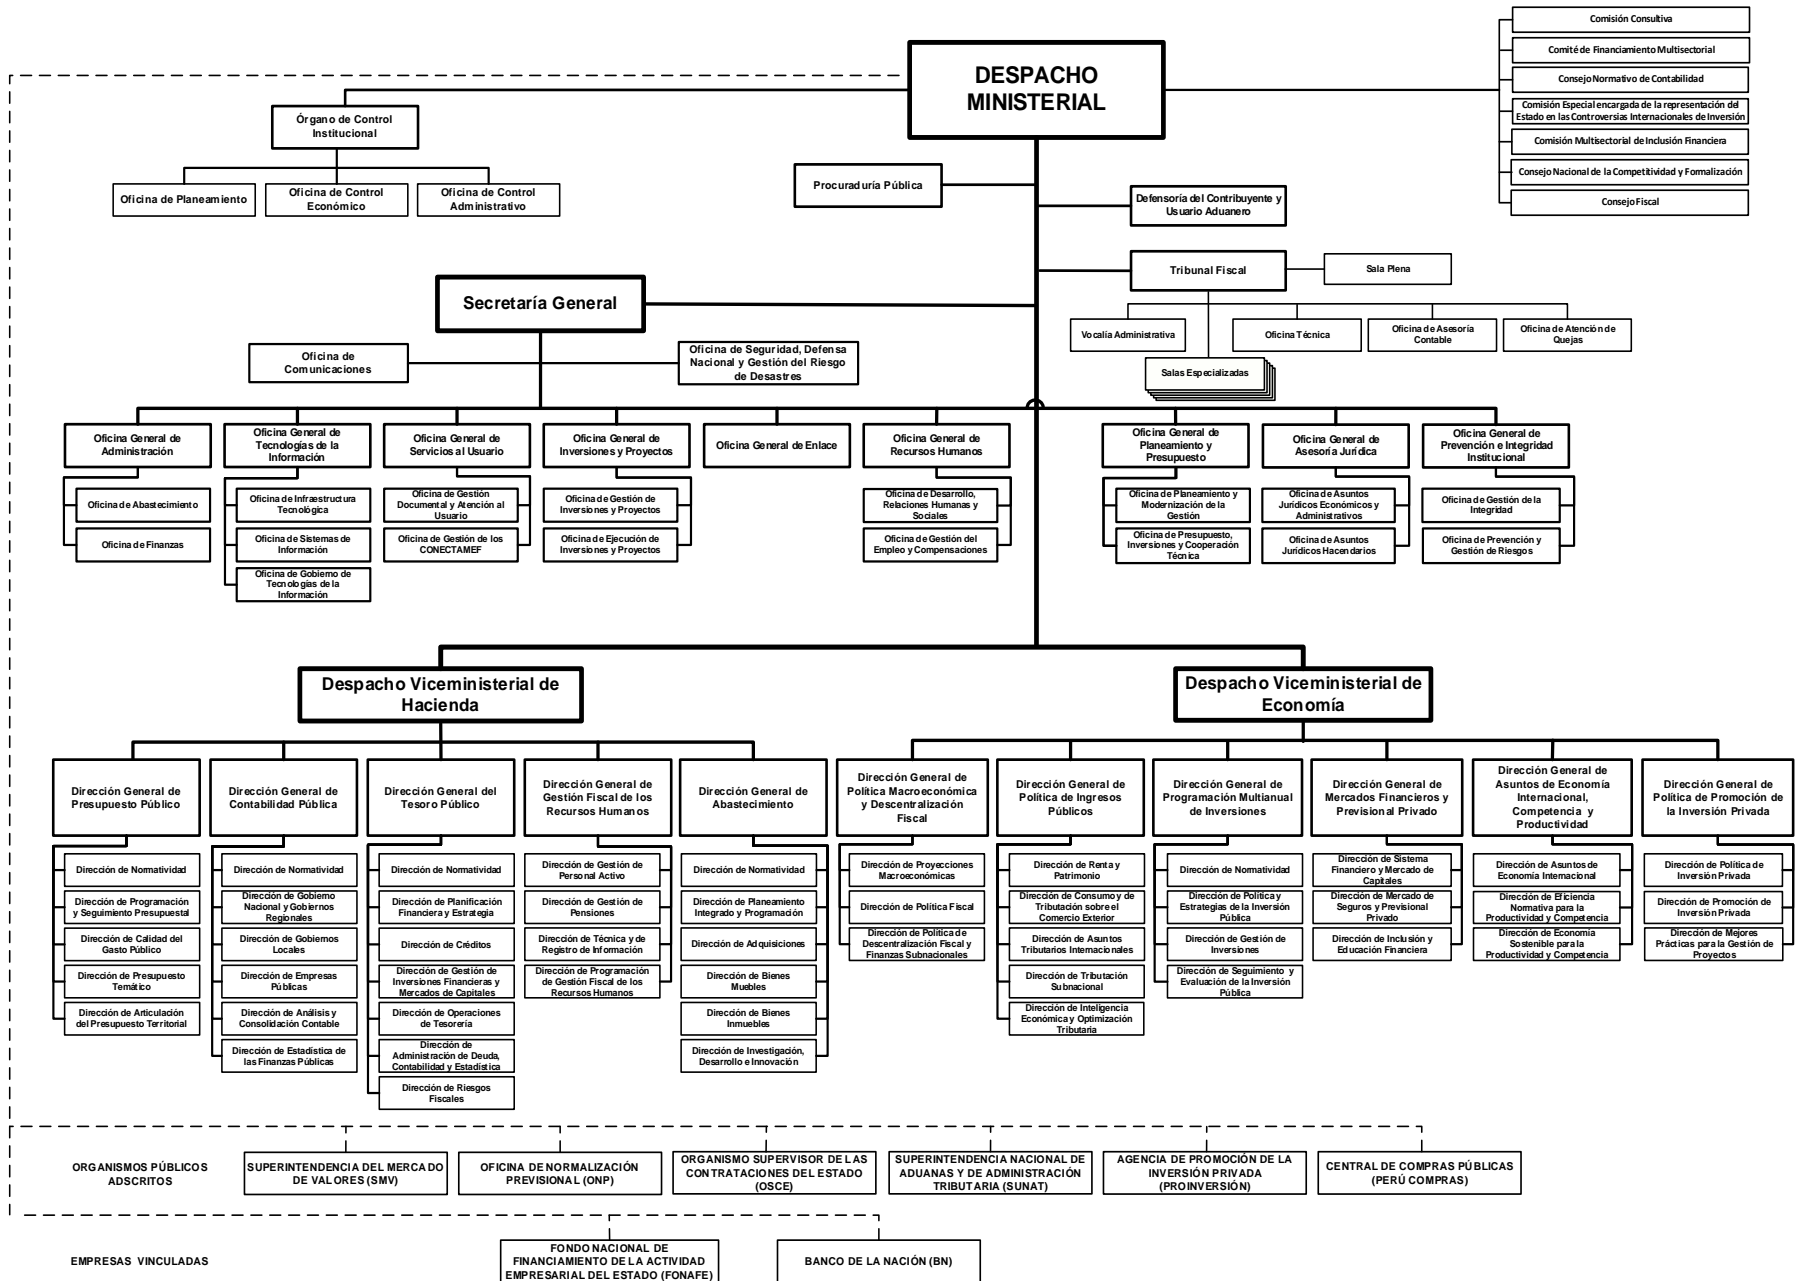 Comisión Consultiva
Comité de Financiamiento Multisectorial
Consejo Normativo de Contabilidad
Comisión Especial encargada de la representación del
Estado en las Controversias Internacionales de Inversión
Comisión Multisectorial de Inclusión Financiera
Consejo Nacional de la Competitividad y Formalización
Consejo Fiscal
DESPACHO
MINISTERIAL
Órgano de Control
Institucional
Oficina de Planeamiento
Oficina de Control
Económico
Oficina de Control
Administrativo
Procuraduría Pública
Defensoría del Contribuyente y
Usuario Aduanero
Tribunal Fiscal
Sala Plena
Vocalía Administrativa
Oficina Técnica
Oficina de Asesoría
Contable
Oficina de Atención de
Quejas
Salas Especializadas
Secretaría General
Oficina de
Comunicaciones
Oficina de Seguridad, Defensa
Nacional y Gestión del Riesgo
de Desastres
Oficina General de
Administración
Oficina de Abastecimiento
Oficina de Finanzas
Oficina General de
Tecnologías de la
Información
Oficina de Infraestructura
Tecnológica
Oficina de Sistemas de
Información
Oficina de Gobierno de
Tecnologías de la
Información
Oficina General de
Servicios al Usuario
Oficina de Gestión
Documental y Atención al
Usuario
Oficina de Gestión de los
CONECTAMEF
Oficina General de
Inversiones y Proyectos
Oficina de Gestión de
Inversiones y Proyectos
Oficina de Ejecución de
Inversiones y Proyectos
Oficina General de Enlace
Oficina General de
Recursos Humanos
Oficina de Desarrollo,
Relaciones Humanas y
Sociales
Oficina de Gestión del
Empleo y Compensaciones
Oficina General de
Planeamiento y
Presupuesto
Oficina de Planeamiento y
Modernización de la
Gestión
Oficina de Presupuesto,
Inversiones y Cooperación
Técnica
Oficina General de
Asesoría Jurídica
Oficina de Asuntos
Jurídicos Económicos y
Administrativos
Oficina de Asuntos
Jurídicos Hacendarios
Oficina General de
Prevención e Integridad
Institucional
Oficina de Gestión de la
Integridad
Oficina de Prevención y
Gestión de Riesgos
Despacho Viceministerial de
Hacienda
Despacho Viceministerial de
Economía
Dirección General de
Presupuesto Público
Dirección de Normatividad
Dirección de Programación
y Seguimiento Presupuestal
Dirección de Calidad del
Gasto Público
Dirección de Presupuesto
Temático
Dirección de Articulación
del Presupuesto Territorial
Dirección General de
Contabilidad Pública
Dirección de Normatividad
Dirección de Gobierno
Nacional y Gobiernos
Regionales
Dirección de Gobiernos
Locales
Dirección de Empresas
Públicas
Dirección de Análisis y
Consolidación Contable
Dirección de Estadística de
las Finanzas Públicas
Dirección General del
Tesoro Público
Dirección de Normatividad
Dirección de Planificación
Financiera y Estrategia
Dirección de Créditos
Dirección de Gestión de
Inversiones Financieras y
Mercados de Capitales
Dirección de Operaciones
de Tesorería
Dirección de
Administración de Deuda,
Contabilidad y Estadística
Dirección de Riesgos
Fiscales
Dirección General de
Gestión Fiscal de los
Recursos Humanos
Dirección de Gestión de
Personal Activo
Dirección de Gestión de
Pensiones
Dirección de Técnica y de
Registro de Información
Dirección de Programación
de Gestión Fiscal de los
Recursos Humanos
Dirección General de
Abastecimiento
Dirección de Normatividad
Dirección de Planeamiento
Integrado y Programación
Dirección de Adquisiciones
Dirección de Bienes
Muebles
Dirección de Bienes
Inmuebles
Dirección de Investigación,
Desarrollo e Innovación
Dirección General de
Política Macroeconómica
y Descentralización
Fiscal
Dirección de Proyecciones
Macroeconómicas
Dirección de Política Fiscal
Dirección de Política de
Descentralización Fiscal y
Finanzas Subnacionales
Dirección General de
Política de Ingresos
Públicos
Dirección de Renta y
Patrimonio
Dirección de Consumo y de
Tributación sobre el
Comercio Exterior
Dirección de Asuntos
Tributarios Internacionales
Dirección de Tributación
Subnacional
Dirección de Inteligencia
Económica y Optimización
Tributaria
Dirección General de
Programación Multianual
de Inversiones
Dirección de Normatividad
Dirección de Política y
Estrategias de la Inversión
Pública
Dirección de Gestión de
Inversiones
Dirección de Seguimiento y
Evaluación de la Inversión
Pública
Dirección General de
Mercados Financieros y
Previsional Privado
Dirección de Sistema
Financiero y Mercado de
Capitales
Dirección de Mercado de
Seguros y Previsional
Privado
Dirección de Inclusión y
Educación Financiera
Dirección General de
Asuntos de Economía
Internacional,
Competencia y
Productividad
Dirección de Asuntos de
Economía Internacional
Dirección de Eficiencia
Normativa para la
Productividad y Competencia
Dirección de Economía
Sostenible para la
Productividad y Competencia
Dirección General de
Política de Promoción de
la Inversión Privada
Dirección de Política de
Inversión Privada
Dirección de Promoción de
Inversión Privada
Dirección de Mejores
Prácticas para la Gestión de
Proyectos
ORGANISMOS PÚBLICOS
ADSCRITOS
SUPERINTENDENCIA DEL MERCADO
DE VALORES (SMV)
OFICINA DE NORMALIZACIÓN
PREVISIONAL (ONP)
ORGANISMO SUPERVISOR DE LAS
CONTRATACIONES DEL ESTADO
(OSCE)
SUPERINTENDENCIA NACIONAL DE
ADUANAS Y DE ADMINISTRACIÓN
TRIBUTARIA (SUNAT)
AGENCIA DE PROMOCIÓN DE LA
INVERSIÓN PRIVADA
(PROINVERSIÓN)
CENTRAL DE COMPRAS PÚBLICAS
(PERÚ COMPRAS)
EMPRESAS VINCULADAS
FONDO NACIONAL DE
FINANCIAMIENTO DE LA ACTIVIDAD
EMPRESARIAL DEL ESTADO (FONAFE)
BANCO DE LA NACIÓN (BN)